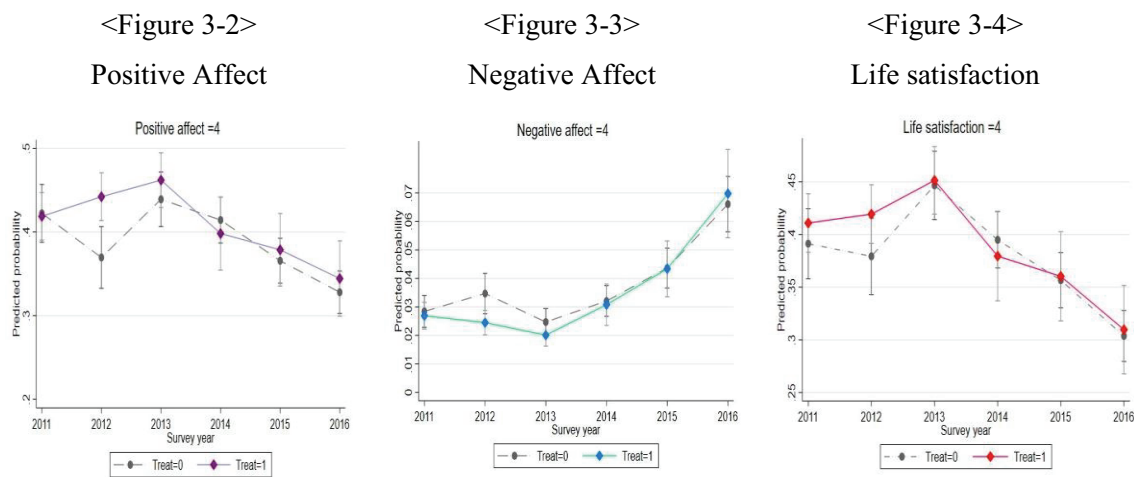 <Figure 3-2>
Positive Affect
Positive affect =4
Predicted probability
.5
.4
.3
.2
2011 2012 2013 2014 2015 2016
Survey year
Treat=0 Treat=1
<Figure 3-3>
Negative Affect
Negative affect =4
Predicted probability
.07
.06
.05
.04
.03
.02
.01
0
2011 2012 2013 2014 2015 2016
Survey year
Treat=0 Treat=1
<Figure 3-4>
Life satisfaction
Life satisfaction =4
Predicted probability
.45
.4
.35
.3
.25
2011 2012 2013 2014 2015 2016
Survey year
Treat=0 Treat=1